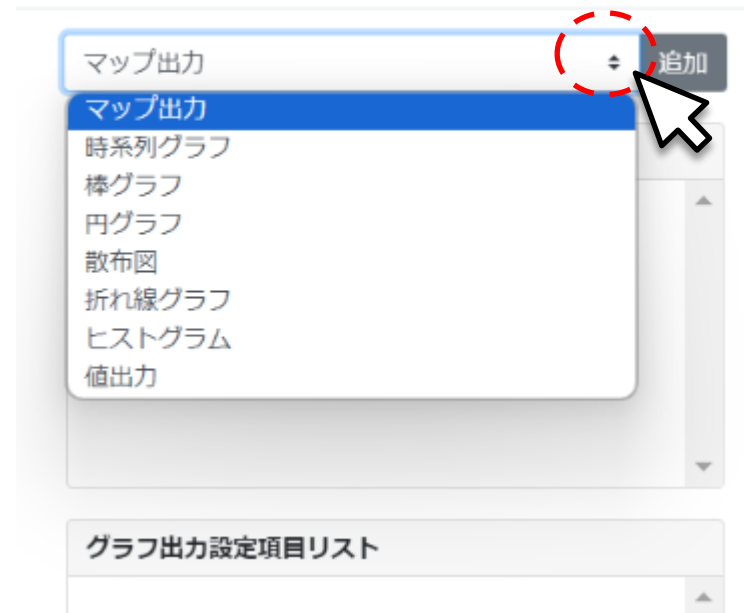 マップ出力
追加
マップ出力
時系列グラフ
棒グラフ
円グラフ
散布図
折れ線グラフ
ヒストグラム
値出力
グラフ出力設定項目リスト